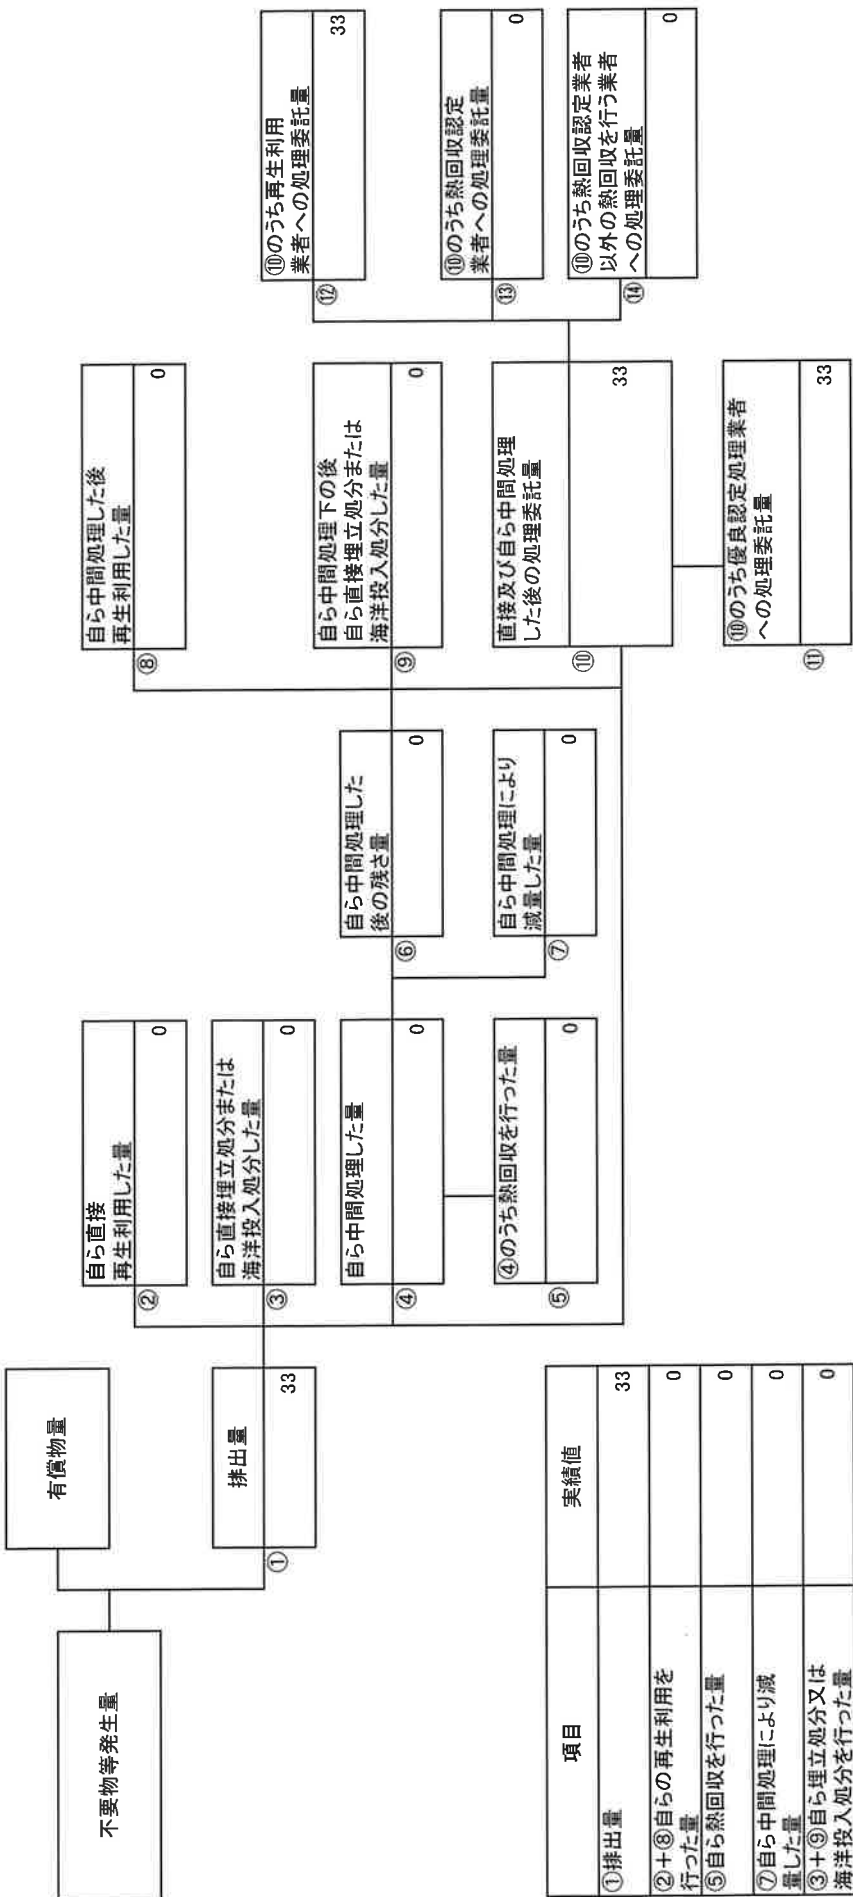 不要物等発生量
有償物量
排出量
①
33
自ら直接
再生利用した量
②
0
自ら直接埋立処分または
海洋投入処分した量
③
0
自ら中間処理した量
④
0
④のうち熱回収を行った量
⑤
0
自ら中間処理した
後の残さ量
⑥
0
自ら中間処理により
減量した量
⑦
0
自ら中間処理した後
再生利用した量
⑧
0
自ら中間処理下の後
自ら直接埋立処分または
海洋投入処分した量
⑨
0
直接及び自ら中間処理
した後の処理委託量
⑩
33
⑩のうち優良認定処理業者
への処理委託量
⑪
33
⑩のうち再生利用
業者への処理委託量
⑫
33
⑩のうち熱回収認定
業者への処理委託量
⑬
0
⑩のうち熱回収認定業者
以外の熱回収を行う業者
への処理委託量
⑭
0
項目 実績値
①排出量 33
②+⑧自らの再生利用を
行った量 0
⑤自ら熱回収を行った量 0
⑦自ら中間処理により減
量した量 0
③+⑨自ら埋立処分又は
海洋投入処分を行った量 0